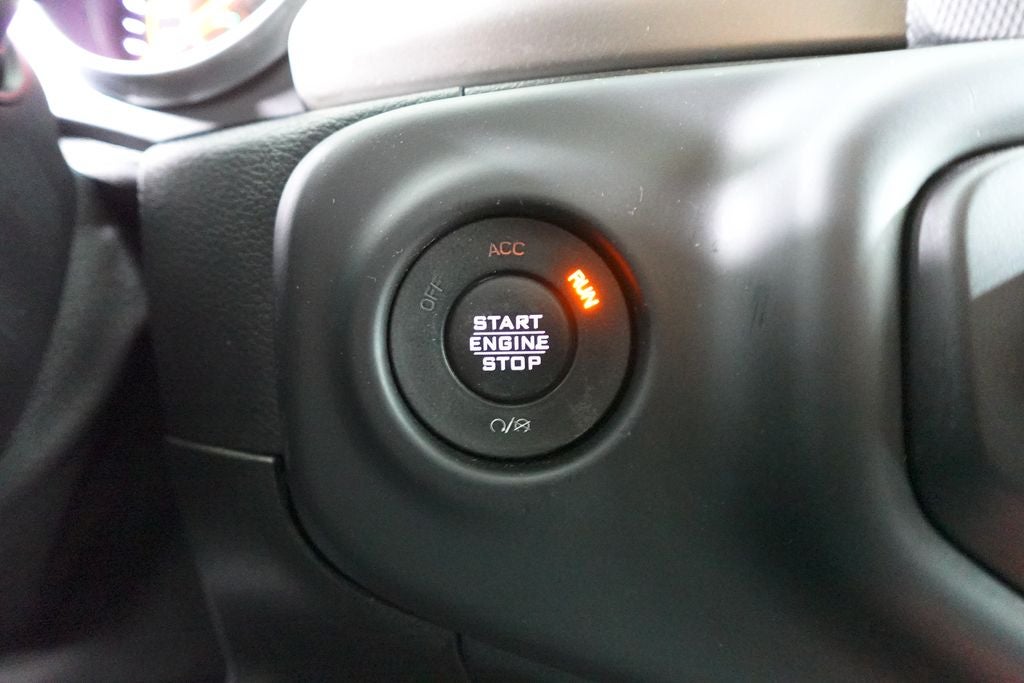 ACC
OFF
RUN
START
ENGINE
STOP